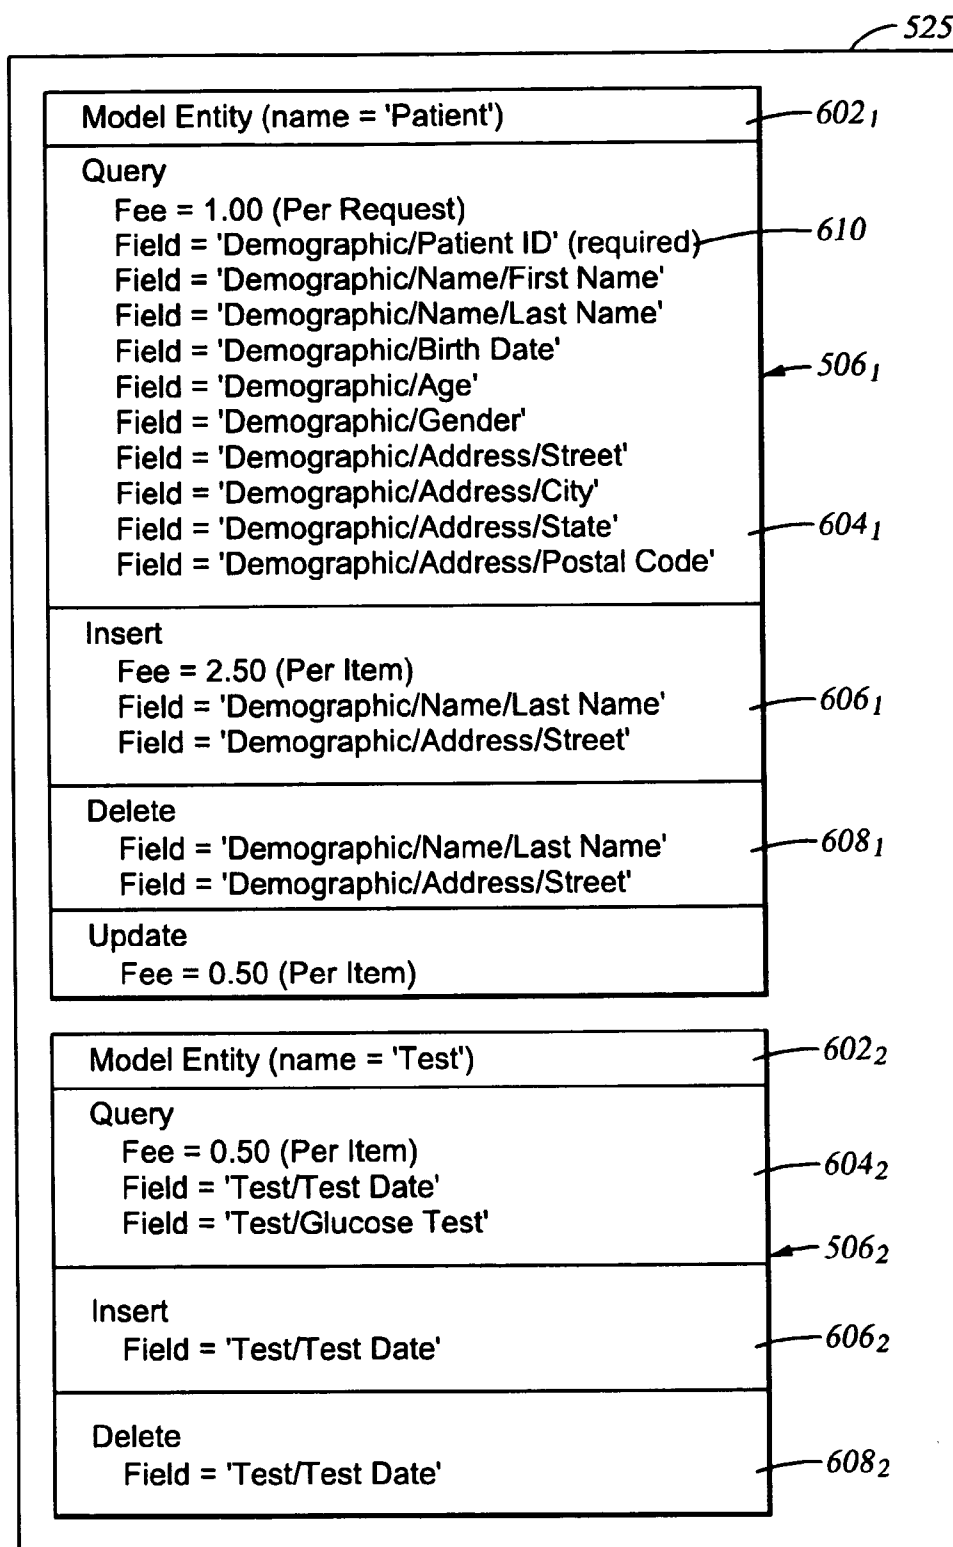 525
Model Entity (name = 'Patient') 602₁
Query
Fee = 1.00 (Per Request)
Field = 'Demographic/Patient ID' (required) 610
Field = 'Demographic/Name/First Name'
Field = 'Demographic/Name/Last Name'
Field = 'Demographic/Birth Date'
Field = 'Demographic/Age' 506₁
Field = 'Demographic/Gender'
Field = 'Demographic/Address/Street'
Field = 'Demographic/Address/City'
Field = 'Demographic/Address/State' 604₁
Field = 'Demographic/Address/Postal Code'
Insert
Fee = 2.50 (Per Item)
Field = 'Demographic/Name/Last Name' 606₁
Field = 'Demographic/Address/Street'
Delete
Field = 'Demographic/Name/Last Name' 608₁
Field = 'Demographic/Address/Street'
Update
Fee = 0.50 (Per Item)
Model Entity (name = 'Test') 602₂
Query
Fee = 0.50 (Per Item)
Field = 'Test/Test Date' 604₂
Field = 'Test/Glucose Test'
506₂
Insert
Field = 'Test/Test Date' 606₂
Delete
Field = 'Test/Test Date' 608₂